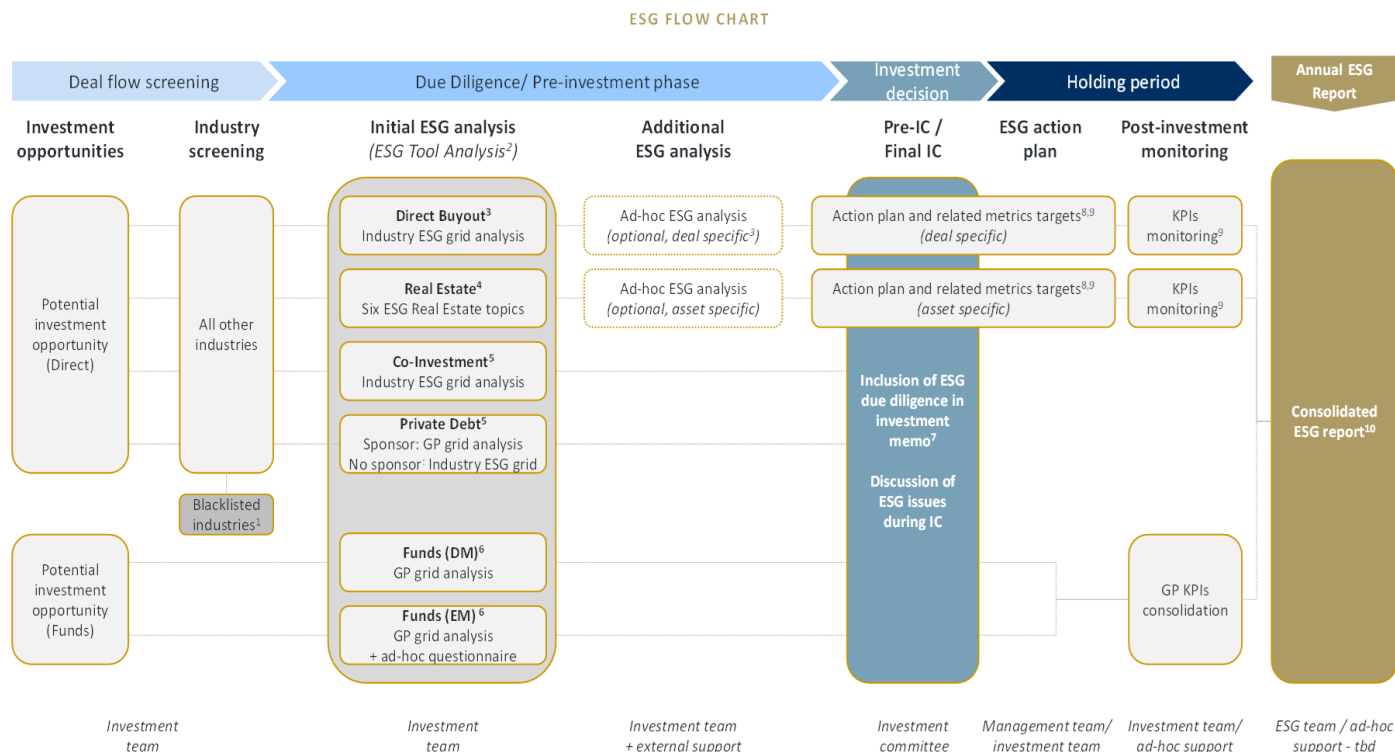 ESG FLOW CHART
Deal flow screening
Due Diligence/ Pre-investment phase
Investment
decision
Holding period
Annual ESG
Report
Investment
opportunities
Industry
screening
Initial ESG analysis
(ESG Tool Analysis²)
Additional
ESG analysis
Pre-IC /
Final IC
ESG action
plan
Post-investment
monitoring
Potential
investment
opportunity
(Direct)
All other
industries
Blacklisted
industries¹
Potential
investment
opportunity
(Funds)
Direct Buyout³
Industry ESG grid analysis
Real Estate⁴
Six ESG Real Estate topics
Co-Investment⁵
Industry ESG grid analysis
Private Debt⁵
Sponsor: GP grid analysis
No sponsor: Industry ESG grid
Funds (DM)⁶
GP grid analysis
Funds (EM) ⁶
GP grid analysis
+ ad-hoc questionnaire
Ad-hoc ESG analysis
(optional, deal specific³)
Ad-hoc ESG analysis
(optional, asset specific)
Action plan and related metrics targets⁸,⁹
(deal specific)
Action plan and related metrics targets⁸,⁹
(asset specific)
Inclusion of ESG
due diligence in
investment
memo⁷
Discussion of
ESG issues
during IC
KPIs
monitoring⁹
KPIs
monitoring⁹
GP KPIs
consolidation
Consolidated
ESG report¹⁰
Investment
team
Investment
team
Investment team
+ external support
Investment
committee
Management team/
investment team
Investment team/
ad-hoc support
ESG team / ad-hoc
support - tbd